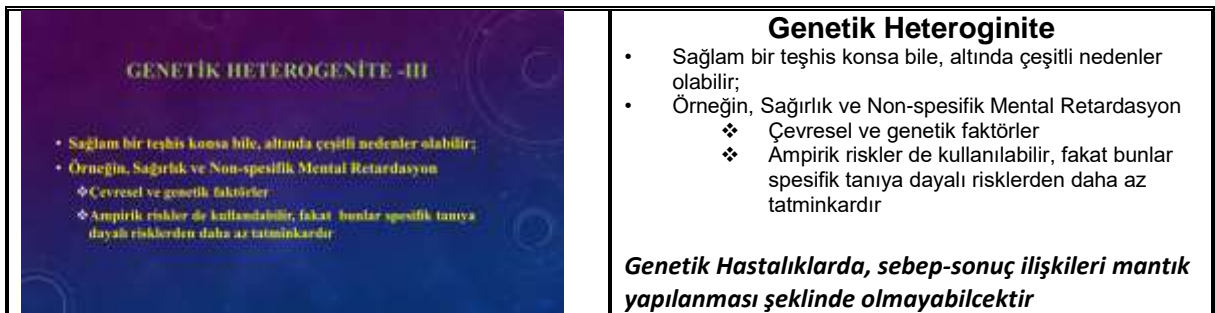 GENETİK HETEROGENİTE -III
• Sağlam bir teşhis konsa bile, altında çeşitli nedenler olabilir;
• Örneğin, Sağırlık ve Non-spesifik Mental Retardasyon
❖Çevresel ve genetik faktörler
❖Ampirik riskler de kullanılabilir, fakat bunlar spesifik tanıya
dayalı risklerden daha az tatminkardır
Genetik Heteroginite
• Sağlam bir teşhis konsa bile, altında çeşitli nedenler
olabilir;
• Örneğin, Sağırlık ve Non-spesifik Mental Retardasyon
❖ Çevresel ve genetik faktörler
❖ Ampirik riskler de kullanılabilir, fakat bunlar
spesifik tanıya dayalı risklerden daha az
tatminkardır
Genetik Hastalıklarda, sebep-sonuç ilişkileri mantık
yapılanması şeklinde olmayabilcektir